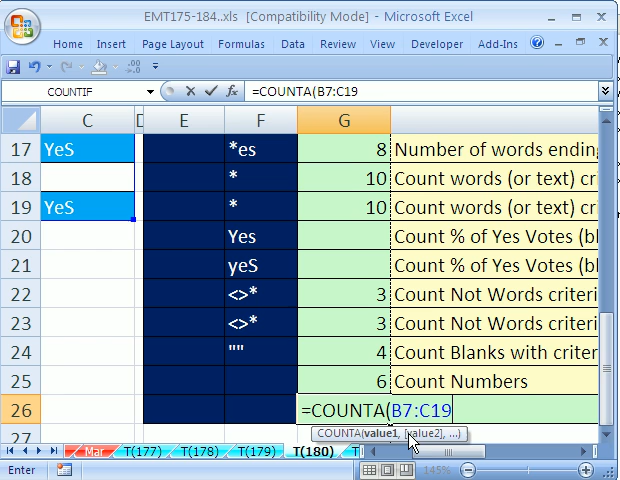 EMT175-184..xls [Compatibility Mode] - Microsoft Excel
Home Insert Page Layout Formulas Data Review View Developer Add-Ins
COUNTIF =COUNTA(B7:C19
C D E F G
17 YeS *es 8 Number of words ending
18 * 10 Count words (or text) cri
19 YeS * 10 Count words (or text) cri
20 Yes Count % of Yes Votes (bl
21 yeS Count % of Yes Votes (bl
22 <>* 3 Count Not Words criteri
23 <>* 3 Count Not Words criteri
24 "" 4 Count Blanks with criter
25 6 Count Numbers
26 =COUNTA(B7:C19
COUNTA(value1, [value2], ...)
27
Mar T(177) T(178) T(179) T(180)
Enter 145%